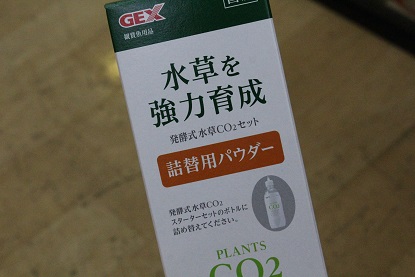 GEX
観賞魚用品
水草を
強力育成
発酵式 水草CO2セット
詰替用パウダー
発酵式 水草CO2
スターターセットのボトルに
詰め替えてください。
PLANTS
CO2